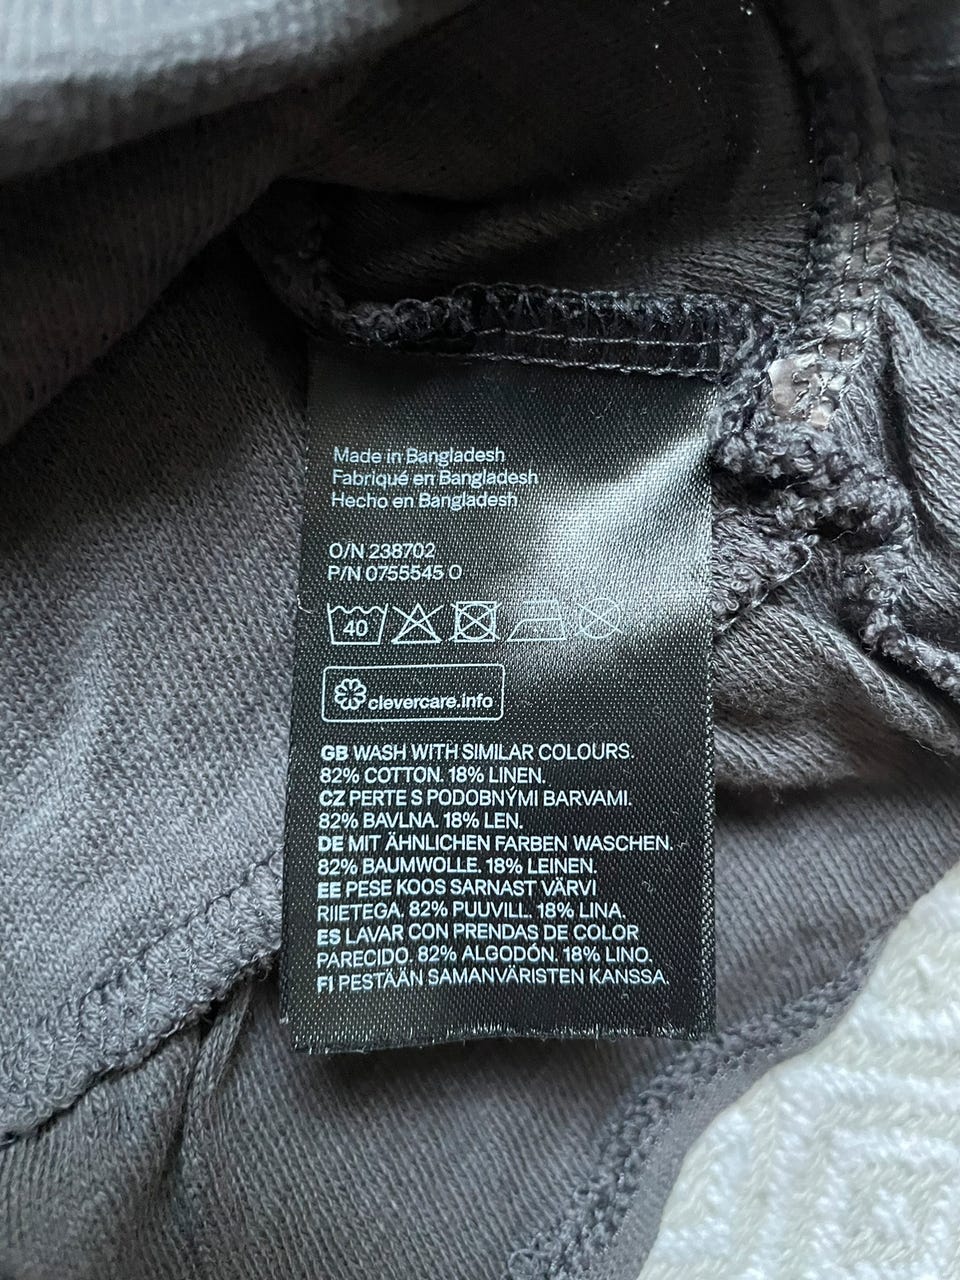 Made in Bangladesh
Fabriqué en Bangladesh
Hecho en Bangladesh
O/N 238702
P/N 0755545 O
40
clevercare.info
GB WASH WITH SIMILAR COLOURS.
82% COTTON. 18% LINEN.
CZ PERTE S PODOBNÝMI BARVAMI.
82% BAVLNA. 18% LEN.
DE MIT ÄHNLICHEN FARBEN WASCHEN.
82% BAUMWOLLE. 18% LEINEN.
EE PESE KOOS SARNAST VÄRVI
RIIETEGA. 82% PUUVILL. 18% LINA.
ES LAVAR CON PRENDAS DE COLOR
PARECIDO. 82% ALGODÓN. 18% LINO.
FI PESTÄÄN SAMANVÄRISTEN KANSSA.